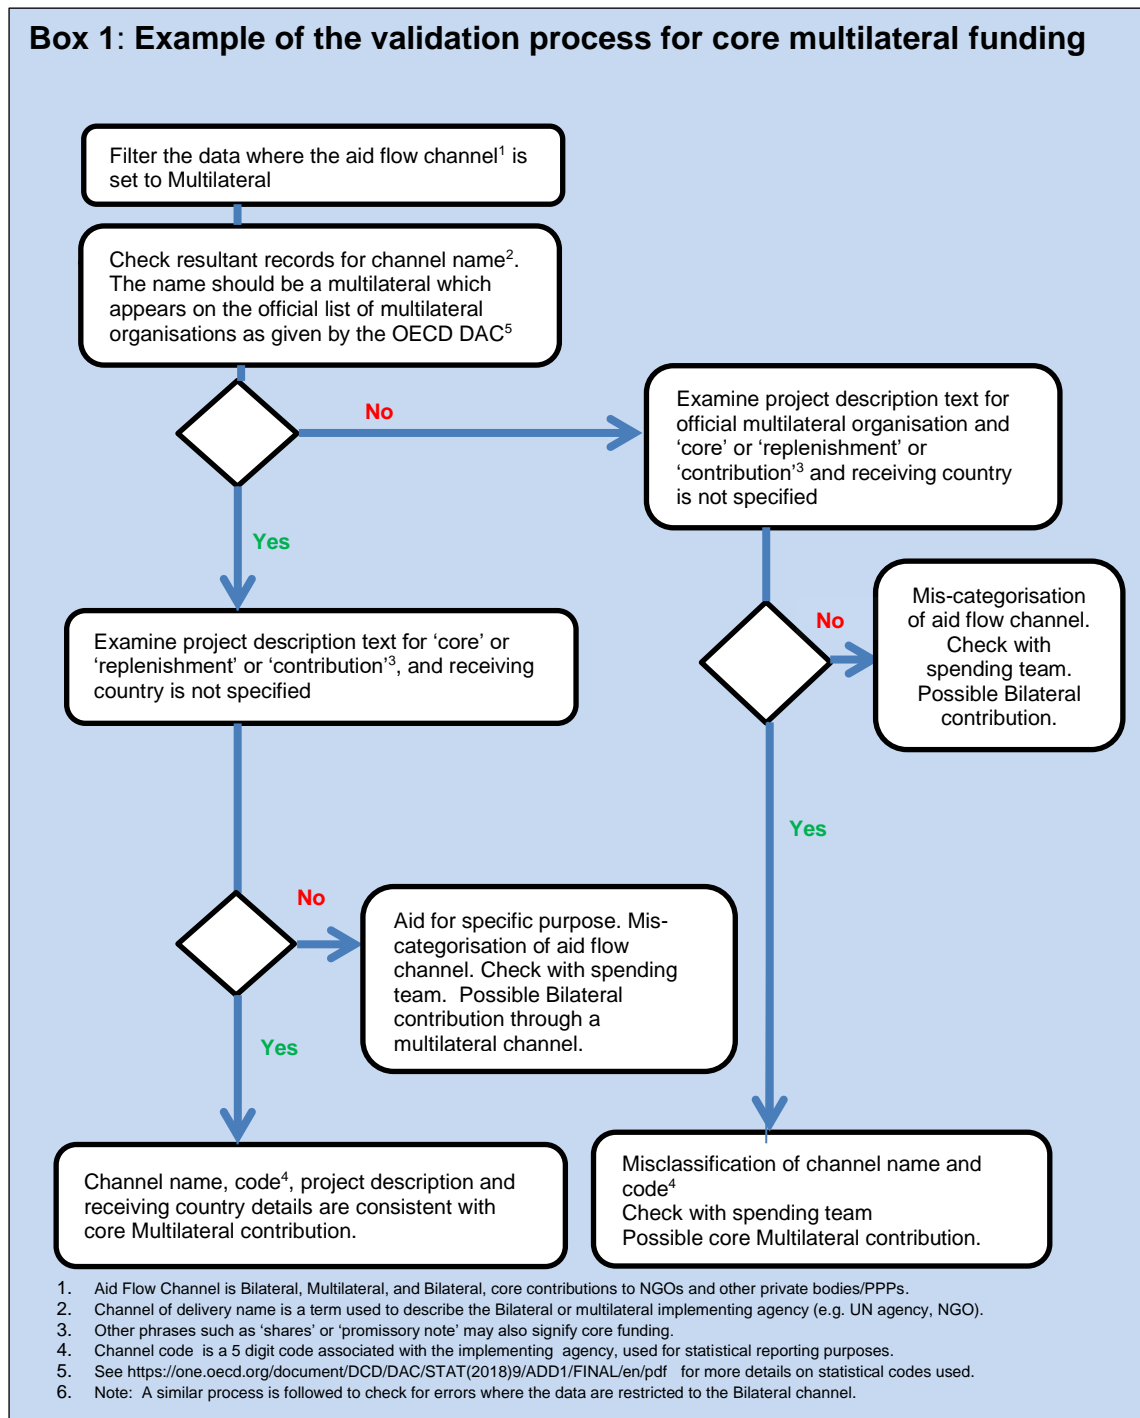 Box 1: Example of the validation process for core multilateral funding
Filter the data where the aid flow channel1 is
set to Multilateral
Check resultant records for channel name2.
The name should be a multilateral which
appears on the official list of multilateral
organisations as given by the OECD DAC5
No
Examine project description text for
official multilateral organisation and
‘core’ or ‘replenishment’ or
‘contribution’3 and receiving country
is not specified
Yes
Examine project description text for ‘core’ or
‘replenishment’ or ‘contribution’3, and receiving
country is not specified
No
Mis-categorisation
of aid flow channel.
Check with
spending team.
Possible Bilateral
contribution.
Yes
No
Aid for specific purpose. Mis-
categorisation of aid flow
channel. Check with spending
team.  Possible Bilateral
contribution through a
multilateral channel.
Yes
Channel name, code4, project description and
receiving country details are consistent with
core Multilateral contribution.
Misclassification of channel name and
code4
Check with spending team
Possible core Multilateral contribution.
1. Aid Flow Channel is Bilateral, Multilateral, and Bilateral, core contributions to NGOs and other private bodies/PPPs.
2. Channel of delivery name is a term used to describe the Bilateral or multilateral implementing agency (e.g. UN agency, NGO).
3. Other phrases such as ‘shares’ or ‘promissory note’ may also signify core funding.
4. Channel code  is a 5 digit code associated with the implementing  agency, used for statistical reporting purposes.
5. See https://one.oecd.org/document/DCD/DAC/STAT(2018)9/ADD1/FINAL/en/pdf   for more details on statistical codes used.
6. Note:  A similar process is followed to check for errors where the data are restricted to the Bilateral channel.